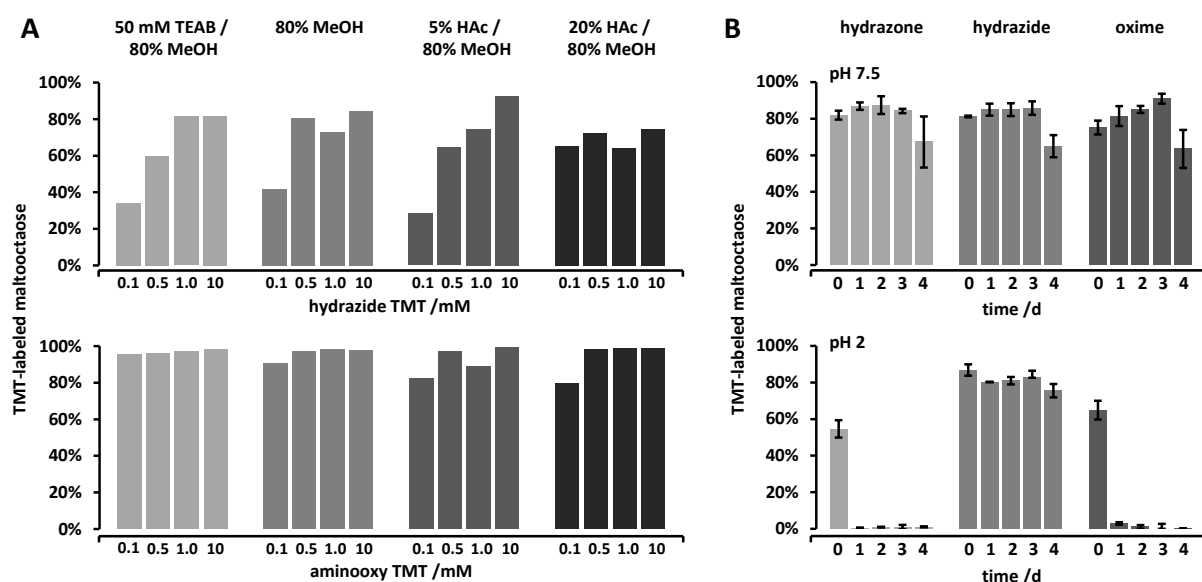 A
50 mM TEAB / 80% MeOH
80% MeOH
5% HAc / 80% MeOH
20% HAc / 80% MeOH
TMT-labeled maltooctaose
100%
80%
60%
40%
20%
0%
0.1 0.5 1.0 10 0.1 0.5 1.0 10 0.1 0.5 1.0 10 0.1 0.5 1.0 10
hydrazide TMT /mM
100%
80%
60%
40%
20%
0%
0.1 0.5 1.0 10 0.1 0.5 1.0 10 0.1 0.5 1.0 10 0.1 0.5 1.0 10
aminooxy TMT /mM
B
hydrazone hydrazide oxime
TMT-labeled maltooctaose
pH 7.5
100%
80%
60%
40%
20%
0%
0 1 2 3 4 0 1 2 3 4 0 1 2 3 4
time /d
pH 2
100%
80%
60%
40%
20%
0%
0 1 2 3 4 0 1 2 3 4 0 1 2 3 4
time /d